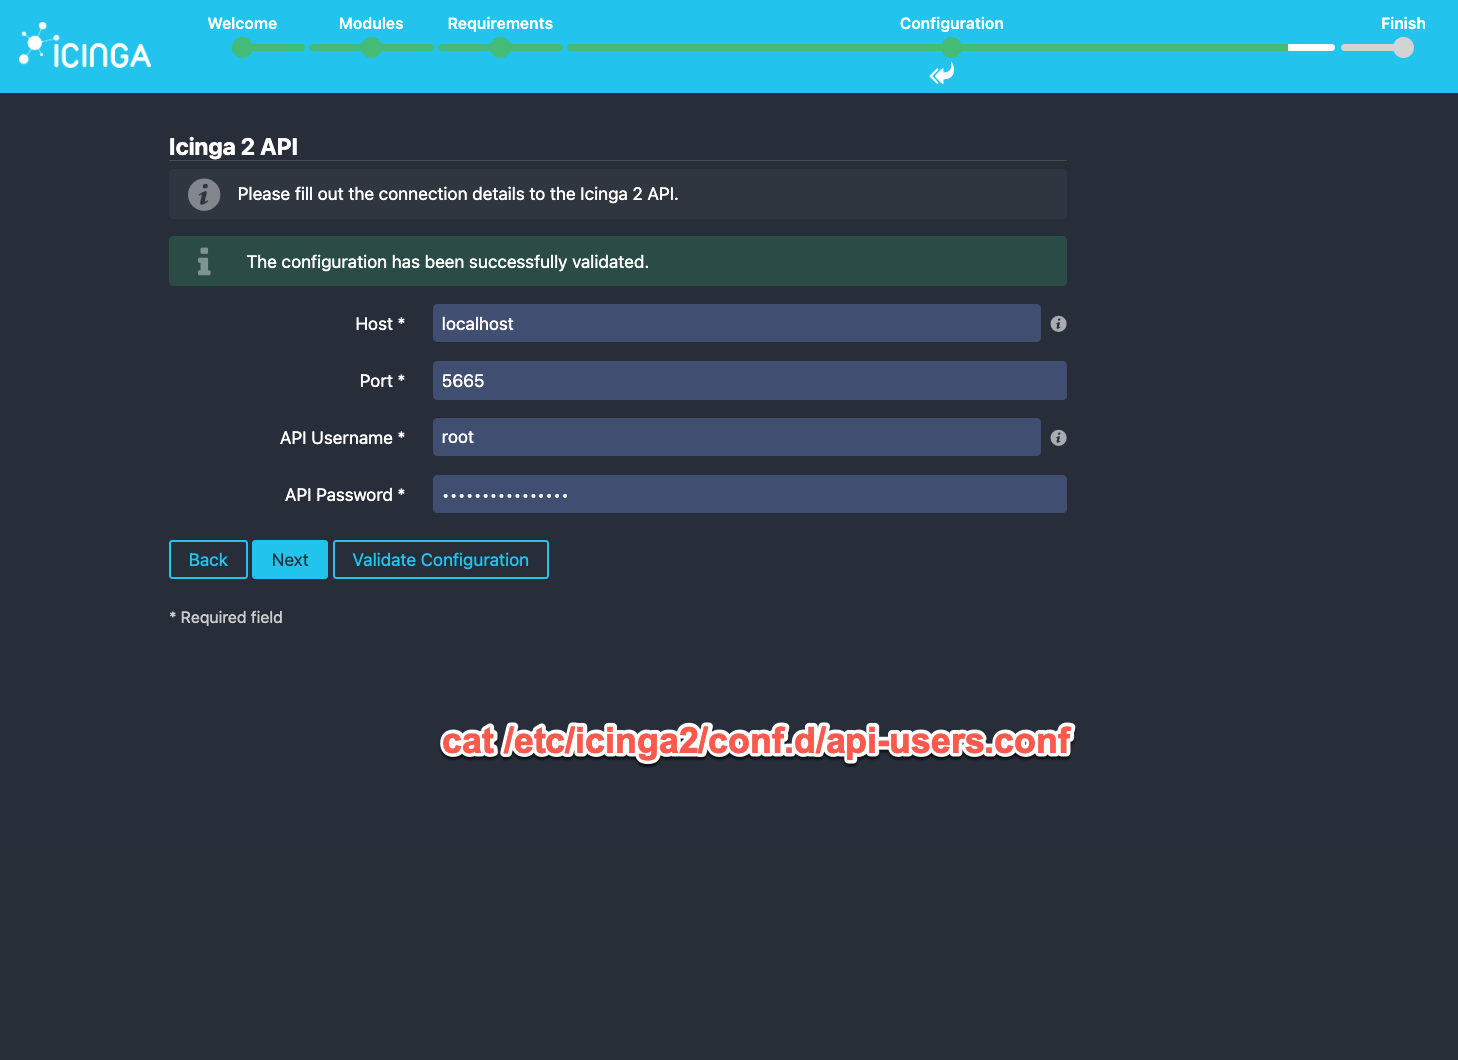 Welcome
Modules
Requirements
Configuration
Finish
ICINGA
Icinga 2 API
Please fill out the connection details to the Icinga 2 API.
The configuration has been successfully validated.
Host *
localhost
Port *
5665
API Username *
root
API Password *
••••••••••••••••
Back
Next
Validate Configuration
* Required field
cat /etc/icinga2/conf.d/api-users.conf